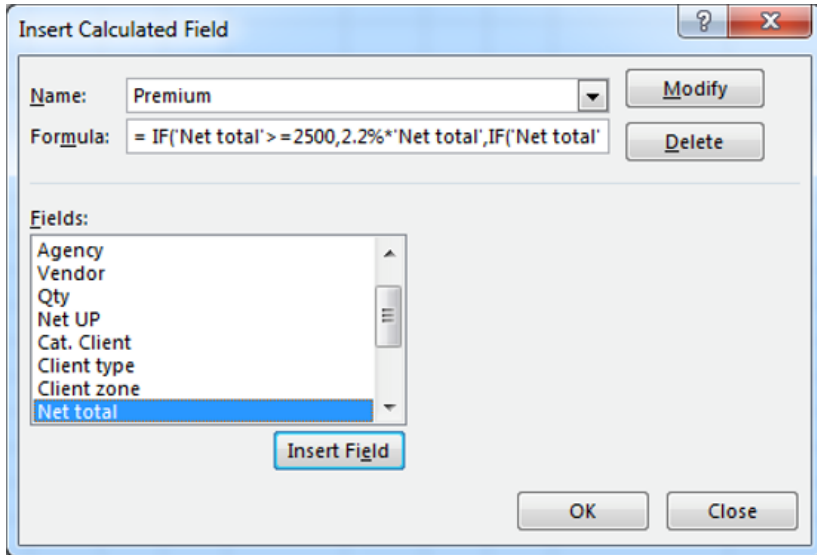 Insert Calculated Field
?
Name: Premium Modify
Formula: = IF('Net total'>=2500,2.2%*'Net total',IF('Net total' Delete
Fields:
Agency
Vendor
Qty
Net UP
Cat. Client
Client type
Client zone
Net total
Insert Field
OK Close